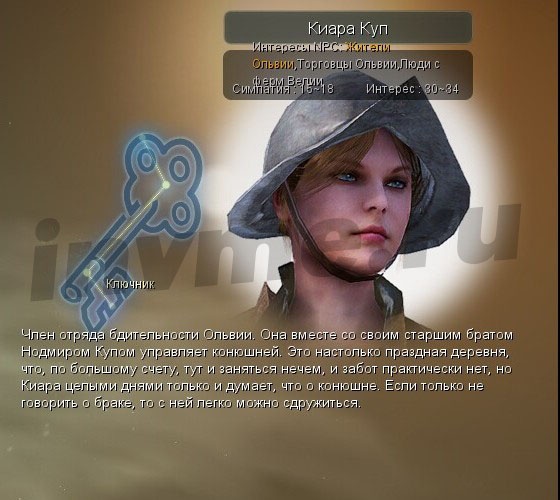 Киара Куп
Интересы NPC: Жители
Ольвии,Торговцы Ольвии,Люди с
ферм Велии
Симпатия : 15~18 Интерес : 30~34
invme.ru
Ключник
Член отряда бдительности Ольвии. Она вместе со своим старшим братом
Нодмиром Купом управляет конюшней. Это настолько праздная деревня,
что, по большому счету, тут и заняться нечем, и забот практически нет, но
Киара целыми днями только и думает, что о конюшне. Если только не
говорить о браке, то с ней легко можно сдружиться.